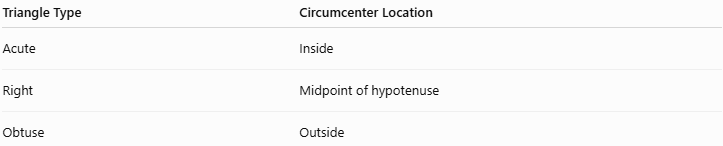 Triangle Type Circumcenter Location
Acute Inside
Right Midpoint of hypotenuse
Obtuse Outside